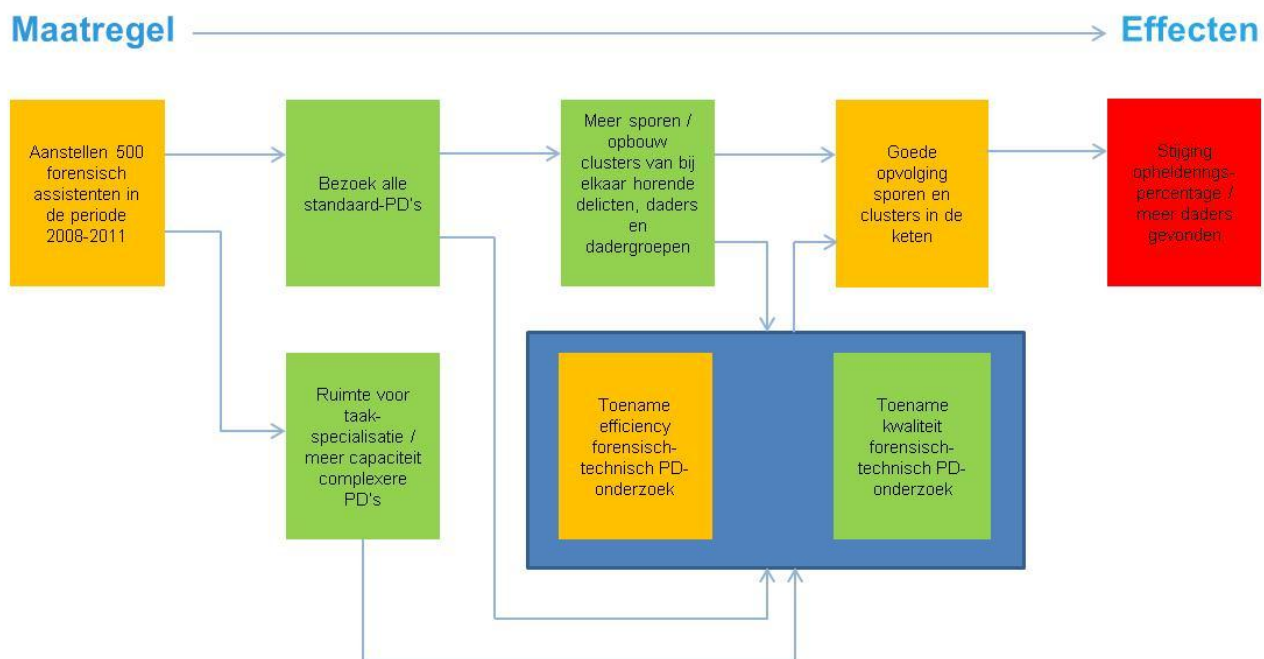 Maatregel
Effecten
Aanstellen 500
forensisch
assistenten in
de periode
2008-2011
Bezoek alle
standaard-PD's
Meer sporen /
opbouw
clusters van bij
elkaar horende
delicten, daders
en
dadergroepen
Goede
opvolging
sporen en
clusters in de
keten
Stijging
ophelderings-
percentage /
meer daders
gevonden
Ruimte voor
taak-
specialisatie /
meer capaciteit
complexere
PD's
Toename
efficiency
forensisch-
technisch PD-
onderzoek
Toename
kwaliteit
forensisch-
technisch PD-
onderzoek